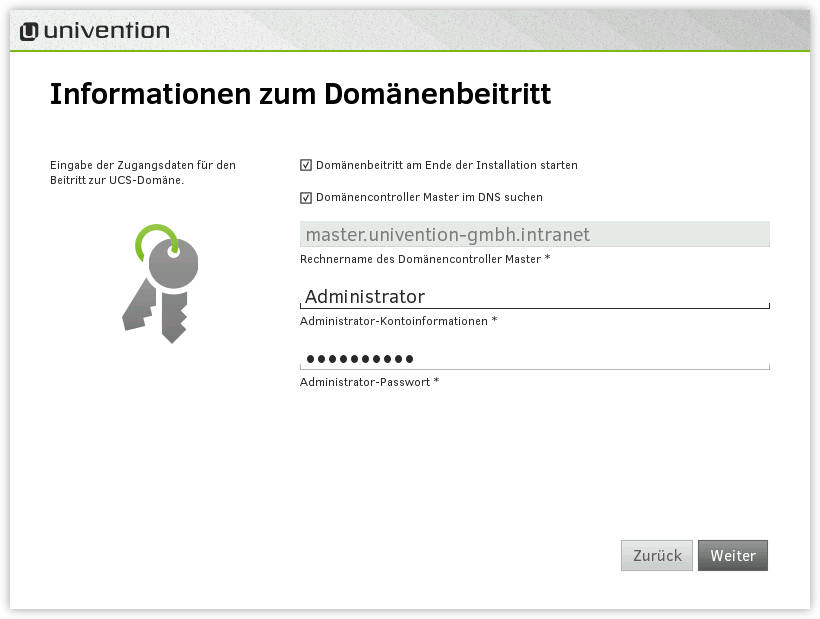 univention
Informationen zum Domänenbeitritt
Eingabe der Zugangsdaten für den
Beitritt zur UCS-Domäne.
Domänenbeitritt am Ende der Installation starten
Domänencontroller Master im DNS suchen
master.univention-gmbh.intranet
Rechnername des Domänencontroller Master *
Administrator
Administrator-Kontoinformationen *
●●●●●●●●●●
Administrator-Passwort *
Zurück Weiter